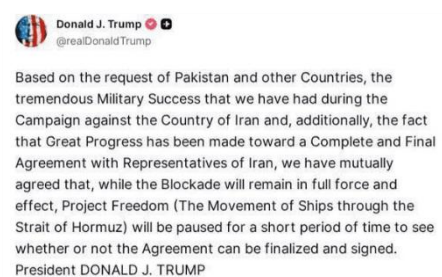 Donald J. Trump
@realDonaldTrump
Based on the request of Pakistan and other Countries, the
tremendous Military Success that we have had during the
Campaign against the Country of Iran and, additionally, the fact
that Great Progress has been made toward a Complete and Final
Agreement with Representatives of Iran, we have mutually
agreed that, while the Blockade will remain in full force and
effect, Project Freedom (The Movement of Ships through the
Strait of Hormuz) will be paused for a short period of time to see
whether or not the Agreement can be finalized and signed.
President DONALD J. TRUMP